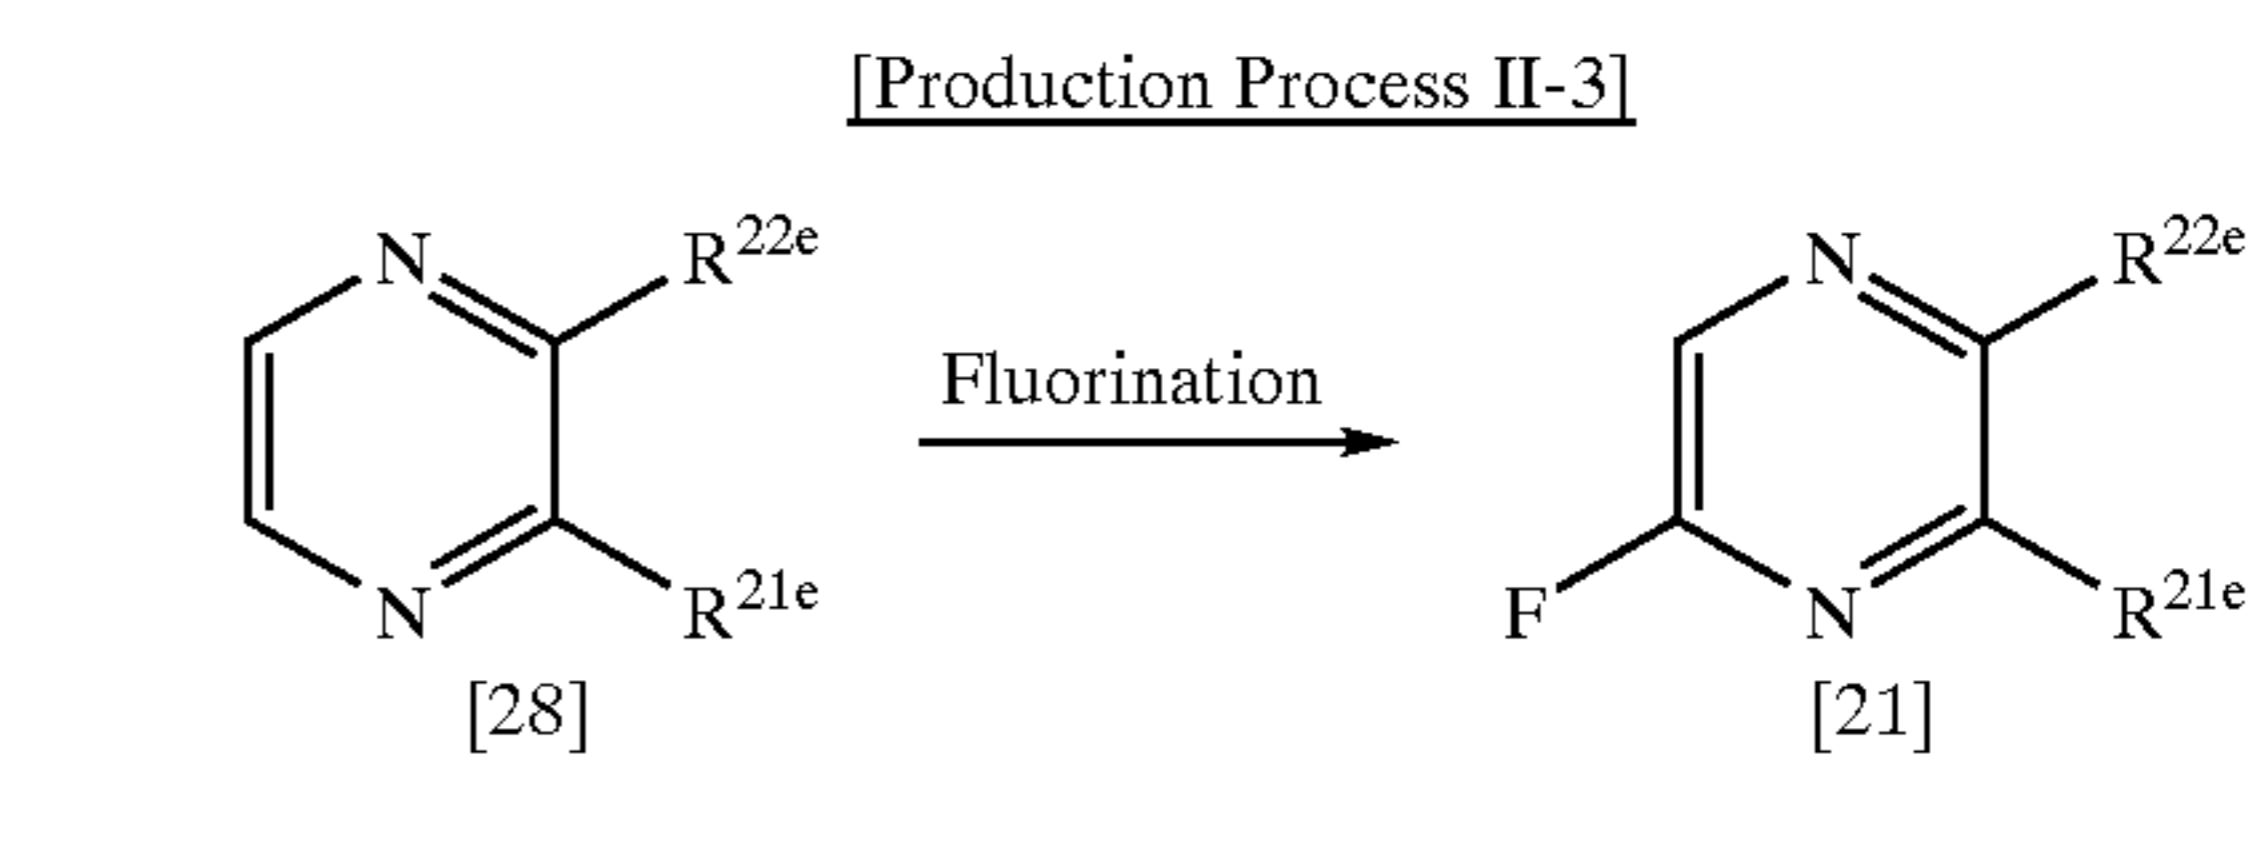 [Production Process II-3]
N R22e N R22e
Fluorination
N R21e F N R21e
[28] [21]